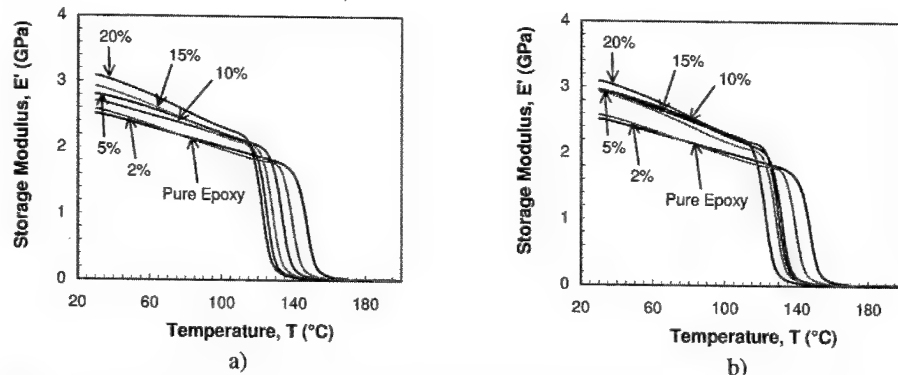 4
3
2
1
0
20 60 100 140 180
Storage Modulus, E' (GPa)
20%
15%
10%
5%
2%
Pure Epoxy
Temperature, T (°C)
a)
4
3
2
1
0
20 60 100 140 180
Storage Modulus, E' (GPa)
20%
15%
10%
5%
2%
Pure Epoxy
Temperature, T (°C)
b)